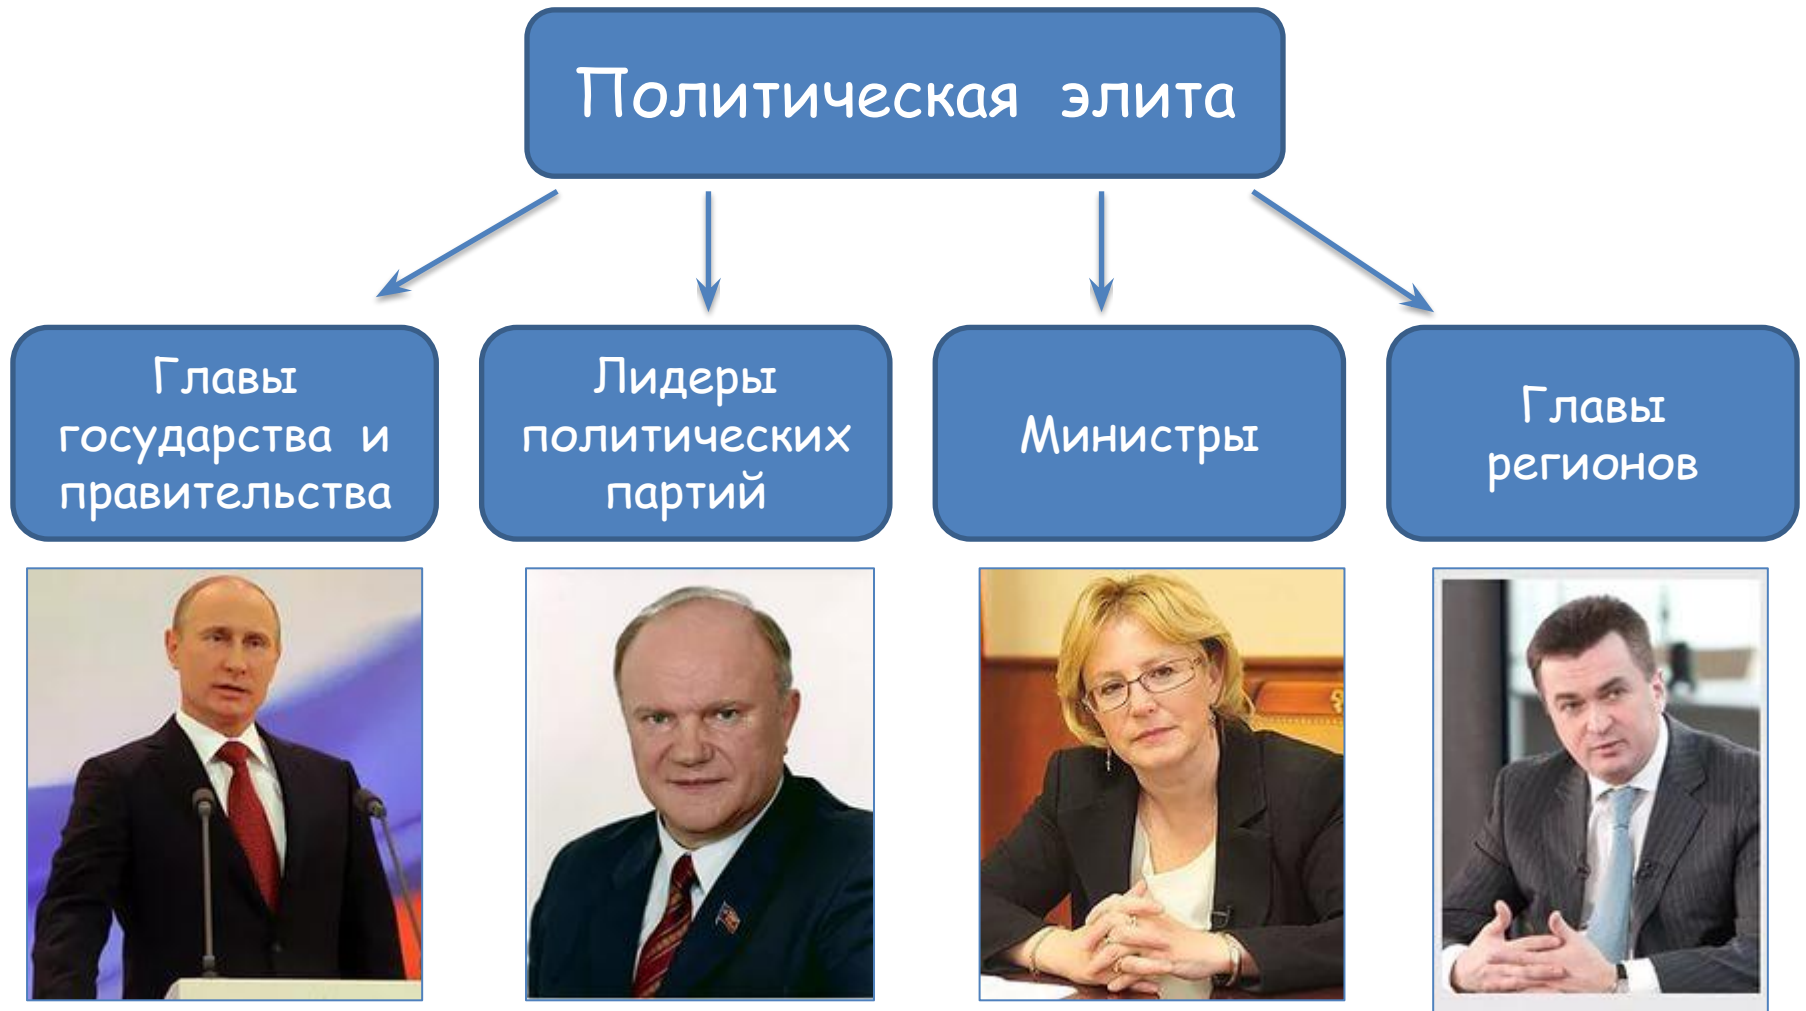 Политическая элита
Главы
государства и
правительства
Лидеры
политических
партий
Министры
Главы
регионов